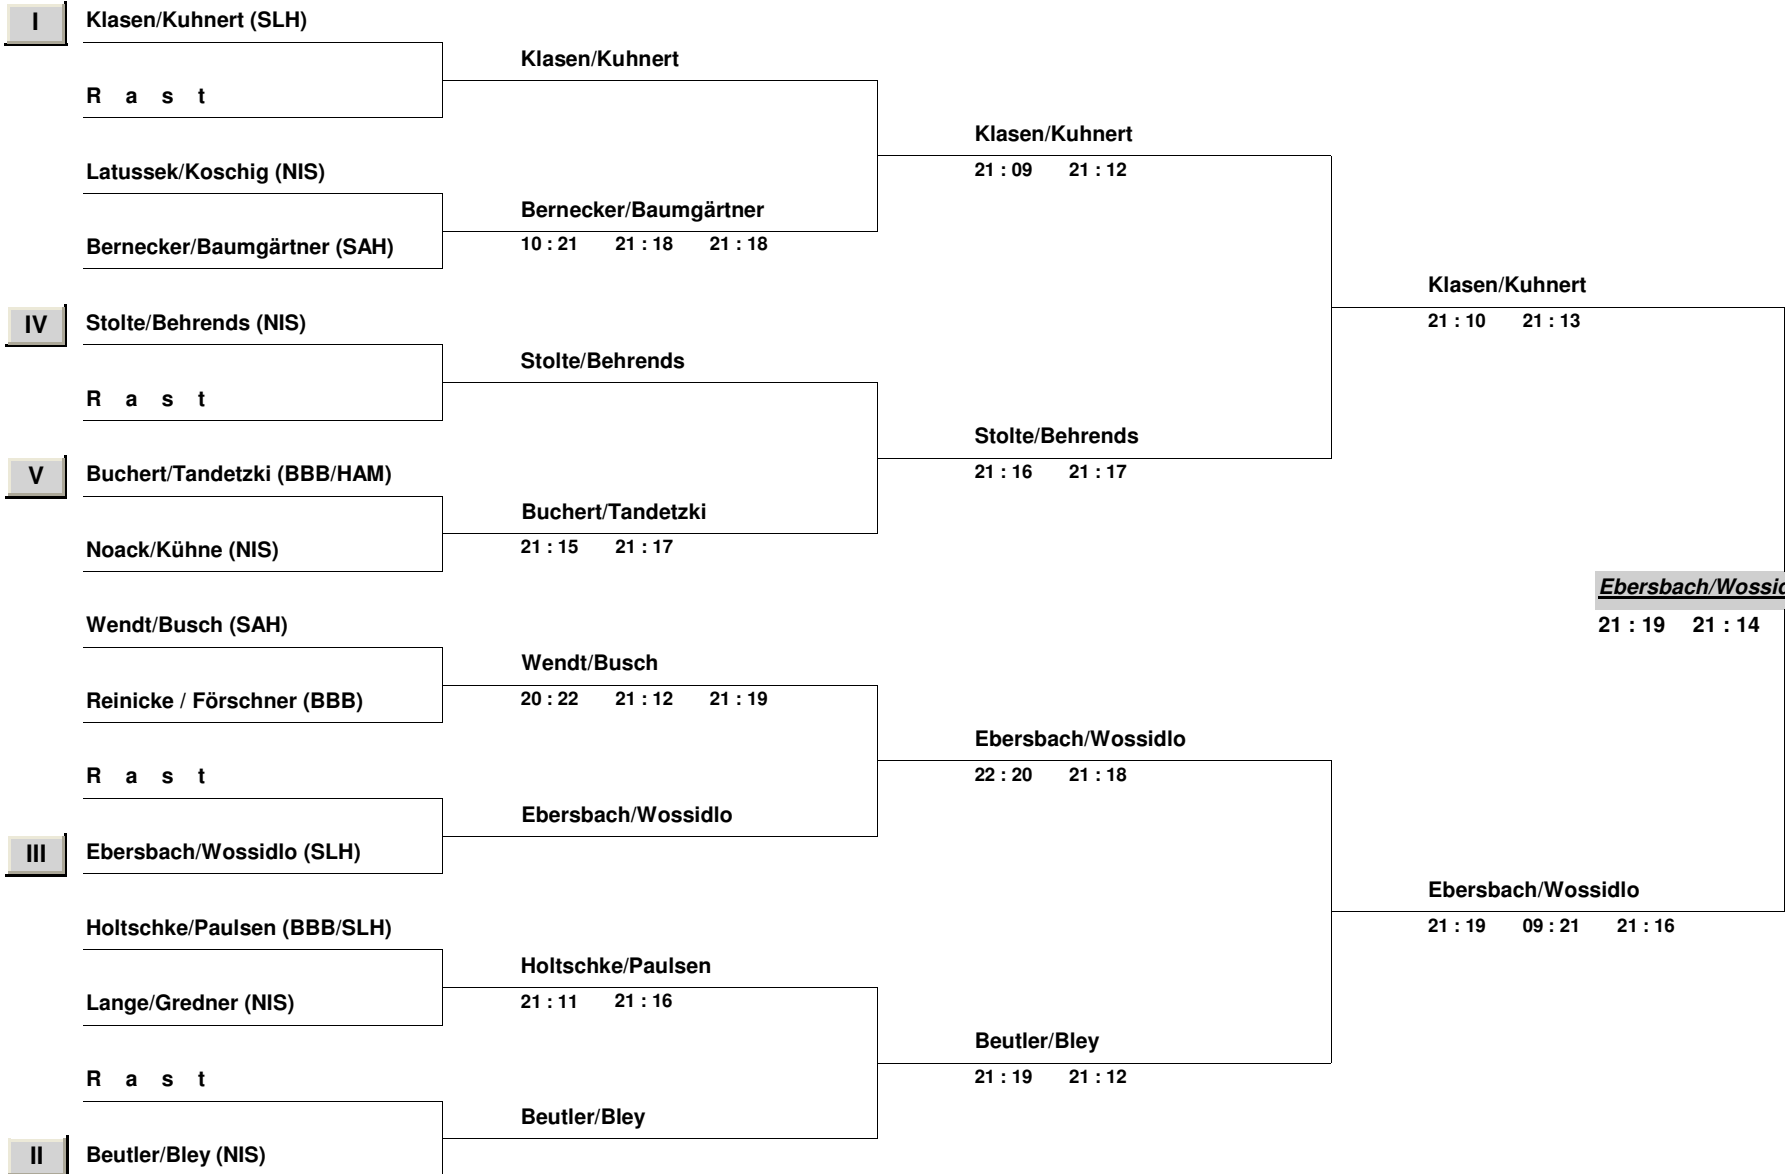 I Klasen/Kuhnert (SLH)
Klasen/Kuhnert
R a s t
Klasen/Kuhnert
21 : 09 21 : 12
Latussek/Koschig (NIS)
Bernecker/Baumgärtner
10 : 21 21 : 18 21 : 18
Bernecker/Baumgärtner (SAH)
Klasen/Kuhnert
21 : 10 21 : 13
IV Stolte/Behrends (NIS)
Stolte/Behrends
R a s t
Stolte/Behrends
21 : 16 21 : 17
V Buchert/Tandetzki (BBB/HAM)
Buchert/Tandetzki
21 : 15 21 : 17
Noack/Kühne (NIS)
21 : 19 21 : 14
Wendt/Busch (SAH)
Wendt/Busch
20 : 22 21 : 12 21 : 19
Reinicke / Förschner (BBB)
Ebersbach/Wossidlo
22 : 20 21 : 18
R a s t
Ebersbach/Wossidlo
III Ebersbach/Wossidlo (SLH)
Ebersbach/Wossidlo
21 : 19 09 : 21 21 : 16
Holtschke/Paulsen (BBB/SLH)
Holtschke/Paulsen
21 : 11 21 : 16
Lange/Gredner (NIS)
Beutler/Bley
21 : 19 21 : 12
R a s t
Beutler/Bley
II Beutler/Bley (NIS)